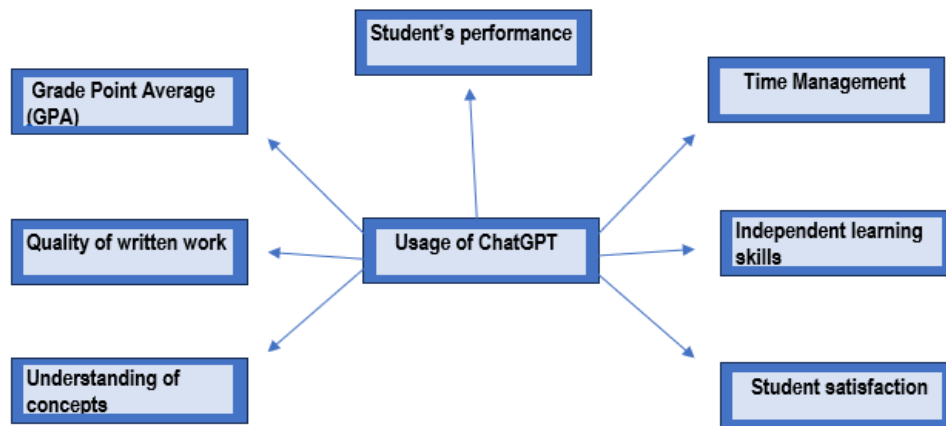 Student’s performance
Grade Point Average
(GPA)
Time Management
Quality of written work
Usage of ChatGPT
Independent learning
skills
Understanding of
concepts
Student satisfaction